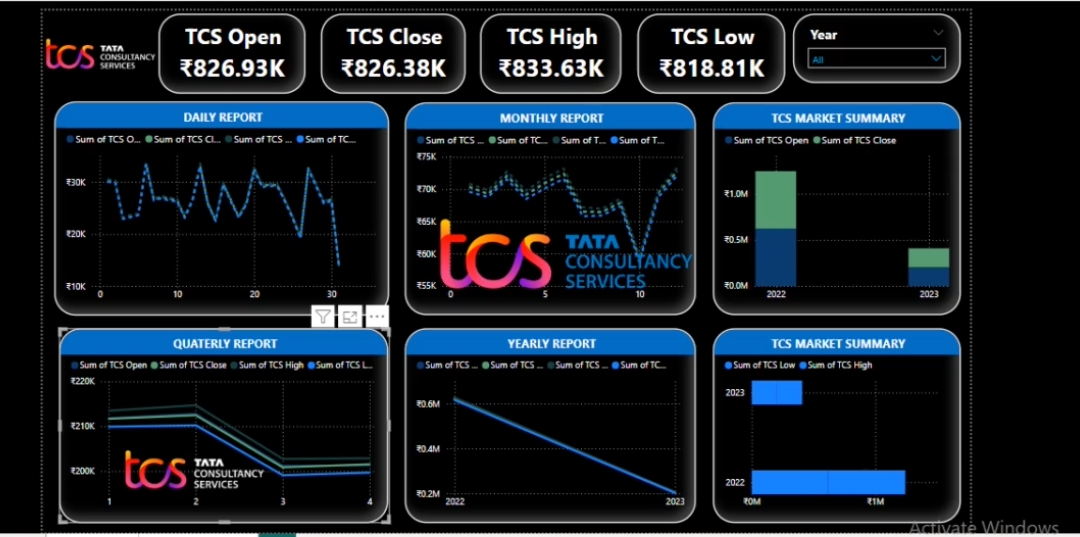 tcs TATA CONSULTANCY SERVICES
TCS Open
₹826.93K
TCS Close
₹826.38K
TCS High
₹833.63K
TCS Low
₹818.81K
Year
All
DAILY REPORT
Sum of TCS O... Sum of TCS Cl... Sum of TCS ... Sum of TC...
₹30K
₹20K
₹10K
0 10 20 30
MONTHLY REPORT
Sum of TCS ... Sum of TC... Sum of T... Sum of T...
₹75K
₹70K
₹65K
₹60K
₹55K
0 5 10
tcs TATA
CONSULTANCY
SERVICES
TCS MARKET SUMMARY
Sum of TCS Open Sum of TCS Close
₹1.0M
₹0.5M
₹0.0M
2022 2023
QUATERLY REPORT
Sum of TCS Open Sum of TCS Close Sum of TCS High Sum of TCS L...
₹220K
₹210K
₹200K
1 2 3 4
tcs TATA
CONSULTANCY
SERVICES
YEARLY REPORT
Sum of TCS ... Sum of TCS ... Sum of TCS ... Sum of TC...
₹0.6M
₹0.4M
₹0.2M
2022 2023
TCS MARKET SUMMARY
Sum of TCS Low Sum of TCS High
2023
2022
₹0M ₹1M
Activate Windows